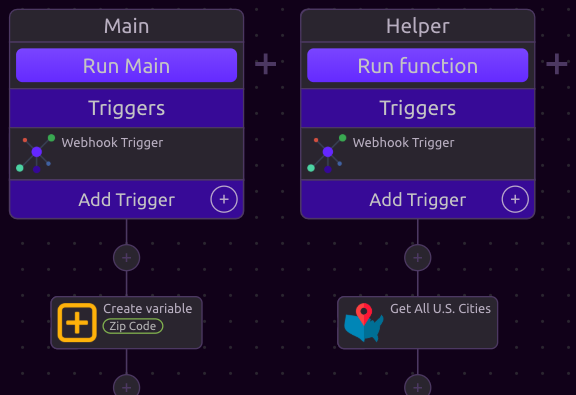 Main
Run Main
Triggers
Webhook Trigger
Add Trigger
Create variable
Zip Code
Helper
Run function
Triggers
Webhook Trigger
Add Trigger
Get All U.S. Cities